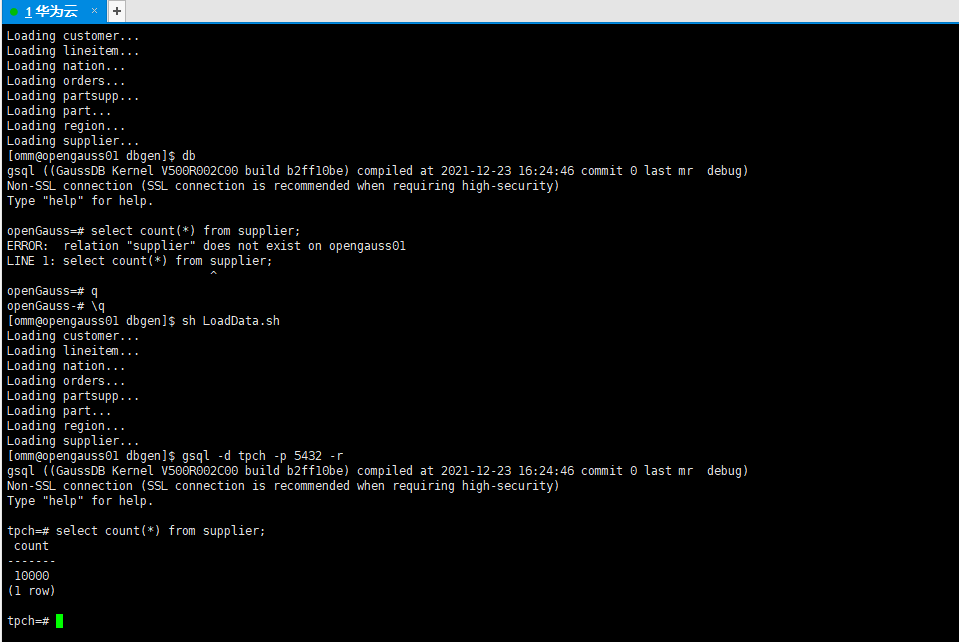 1 华为云 × +
Loading customer...
Loading lineitem...
Loading nation...
Loading orders...
Loading partsupp...
Loading part...
Loading region...
Loading supplier...
[omm@opengauss01 dbgen]$ db
gsql ((GaussDB Kernel V500R002C00 build b2ff10be) compiled at 2021-12-23 16:24:46 commit 0 last mr  debug)
Non-SSL connection (SSL connection is recommended when requiring high-security)
Type "help" for help.

openGauss=# select count(*) from supplier;
ERROR:  relation "supplier" does not exist on opengauss01
LINE 1: select count(*) from supplier;
                             ^
openGauss=# q
openGauss-# \q
[omm@opengauss01 dbgen]$ sh LoadData.sh
Loading customer...
Loading lineitem...
Loading nation...
Loading orders...
Loading partsupp...
Loading part...
Loading region...
Loading supplier...
[omm@opengauss01 dbgen]$ gsql -d tpch -p 5432 -r
gsql ((GaussDB Kernel V500R002C00 build b2ff10be) compiled at 2021-12-23 16:24:46 commit 0 last mr  debug)
Non-SSL connection (SSL connection is recommended when requiring high-security)
Type "help" for help.

tpch=# select count(*) from supplier;
 count
-------
 10000
(1 row)

tpch=#